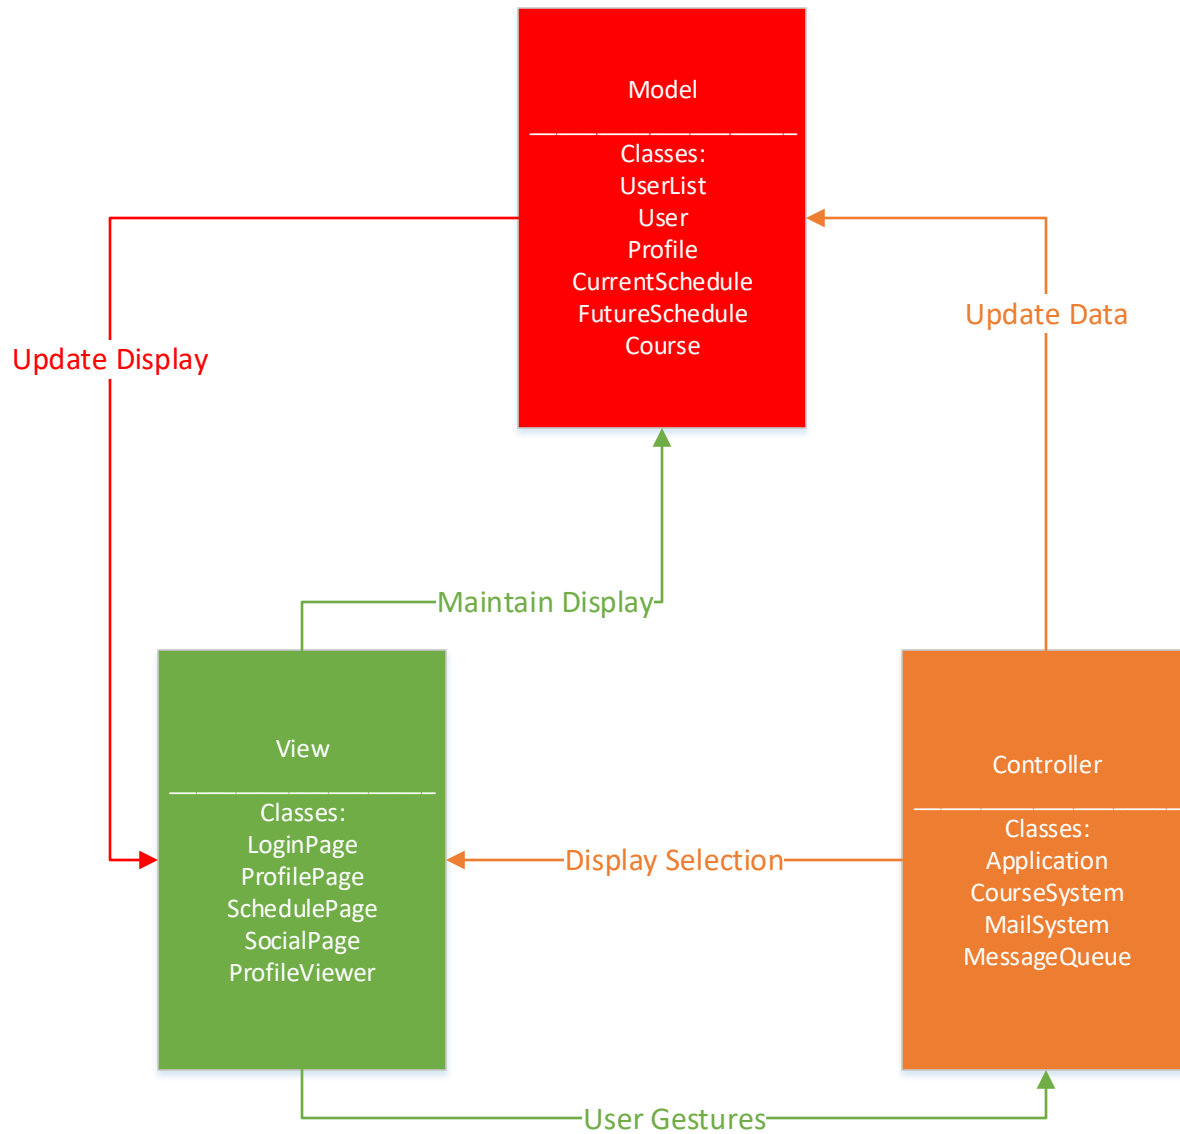 Model
Classes:
UserList
User
Profile
CurrentSchedule
FutureSchedule
Course
Update Data
Update Display
Maintain Display
View
Classes:
LoginPage
ProfilePage
SchedulePage
SocialPage
ProfileViewer
Display Selection
Controller
Classes:
Application
CourseSystem
MailSystem
MessageQueue
User Gestures